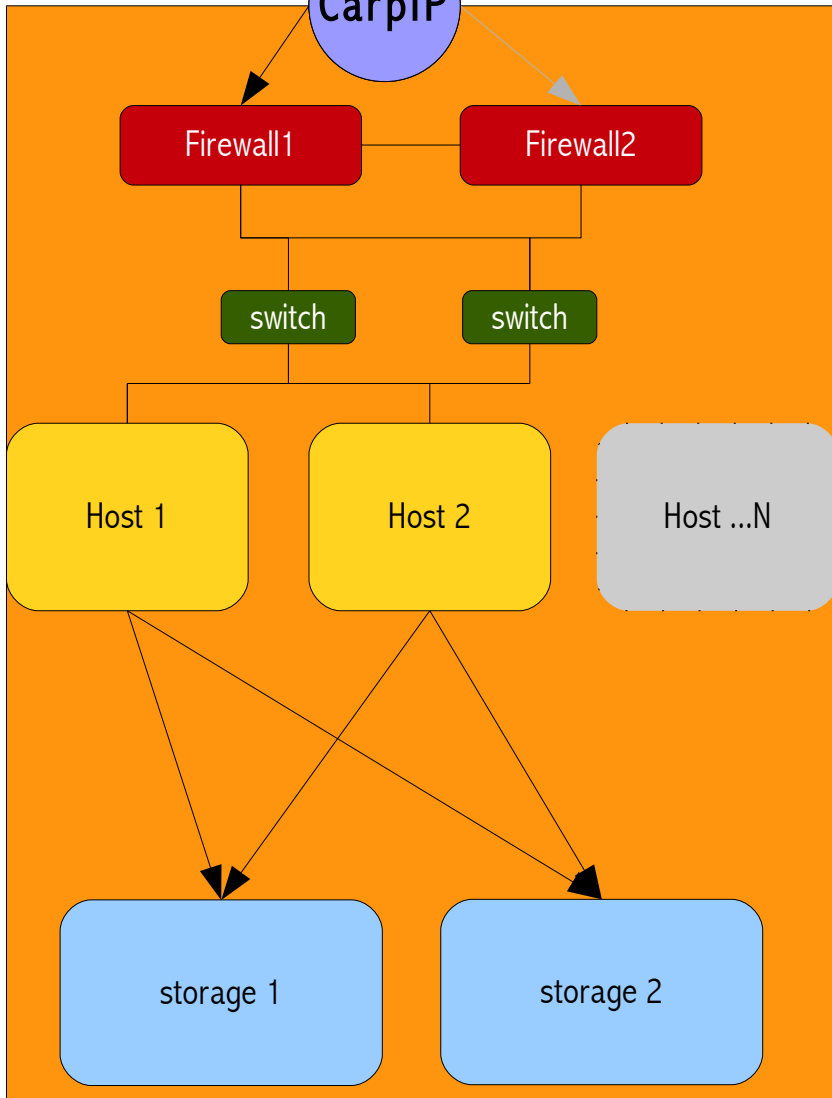 CarpIP
Firewall1
Firewall2
switch
switch
Host 1
Host 2
Host ...N
storage 1
storage 2